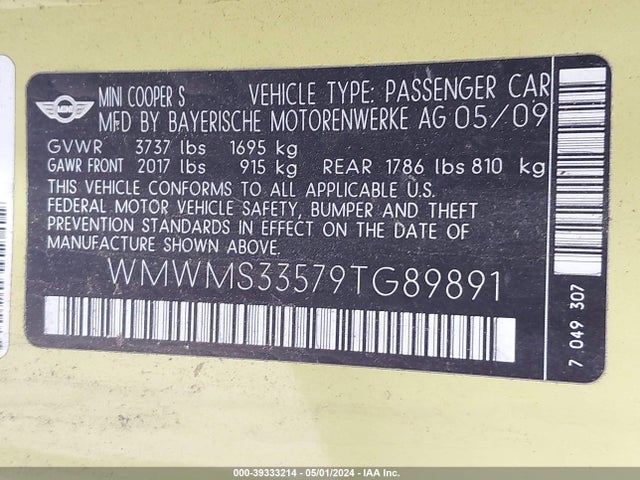 MINI
MINI COOPER S VEHICLE TYPE: PASSENGER CAR
MFD BY BAYERISCHE MOTORENWERKE AG 05/09
GVWR 3737 lbs 1695 kg
GAWR FRONT 2017 lbs 915 kg REAR 1786 lbs 810 kg
THIS VEHICLE CONFORMS TO ALL APPLICABLE U.S.
FEDERAL MOTOR VEHICLE SAFETY, BUMPER AND THEFT
PREVENTION STANDARDS IN EFFECT ON THE DATE OF
MANUFACTURE SHOWN ABOVE.
WMWMS33579TG89891
7 049 307
000-39333214 - 05/01/2024 - IAA Inc.